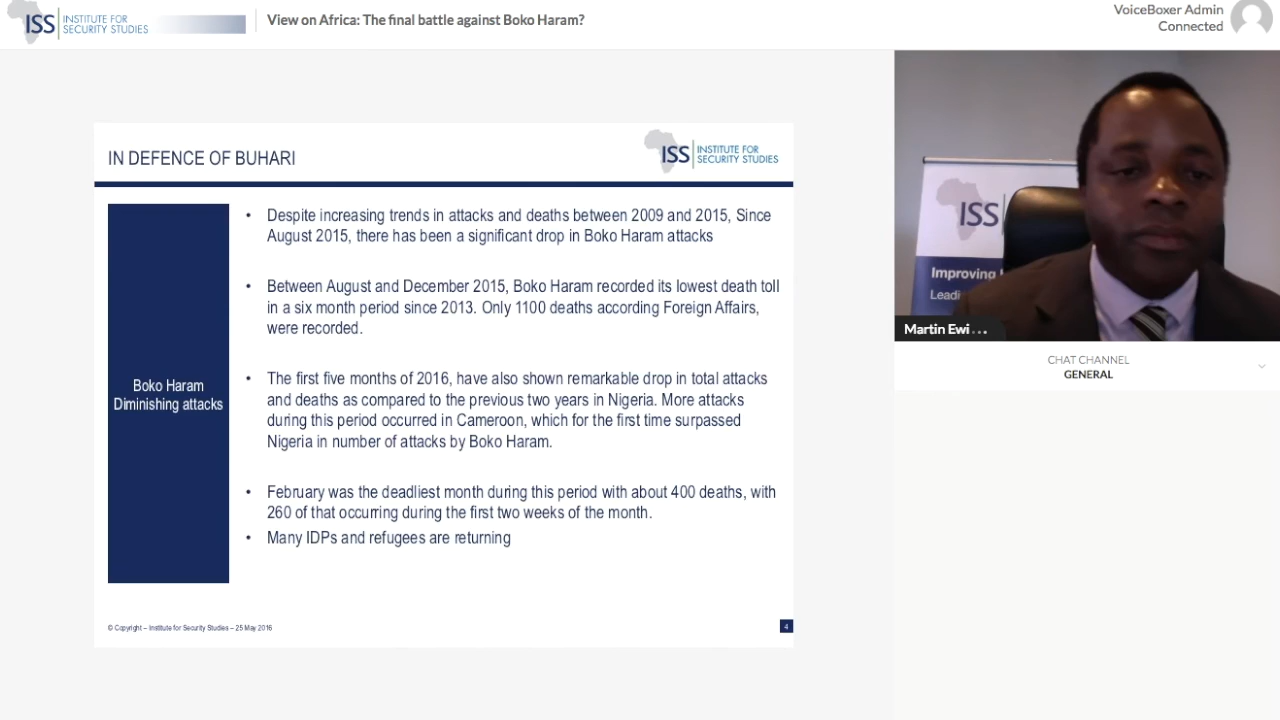 ISS INSTITUTE FOR
SECURITY STUDIES
View on Africa: The final battle against Boko Haram?
VoiceBoxer Admin
Connected
IN DEFENCE OF BUHARI
ISS INSTITUTE FOR
SECURITY STUDIES
Boko Haram
Diminishing attacks
• Despite increasing trends in attacks and deaths between 2009 and 2015, Since
August 2015, there has been a significant drop in Boko Haram attacks
• Between August and December 2015, Boko Haram recorded its lowest death toll
in a six month period since 2013. Only 1100 deaths according Foreign Affairs,
were recorded.
• The first five months of 2016, have also shown remarkable drop in total attacks
and deaths as compared to the previous two years in Nigeria. More attacks
during this period occurred in Cameroon, which for the first time surpassed
Nigeria in number of attacks by Boko Haram.
• February was the deadliest month during this period with about 400 deaths, with
260 of that occurring during the first two weeks of the month.
• Many IDPs and refugees are returning
© Copyright – Institute for Security Studies – 25 May 2016
4
ISS
Improving
Leadi
Martin Ewi...
CHAT CHANNEL
GENERAL